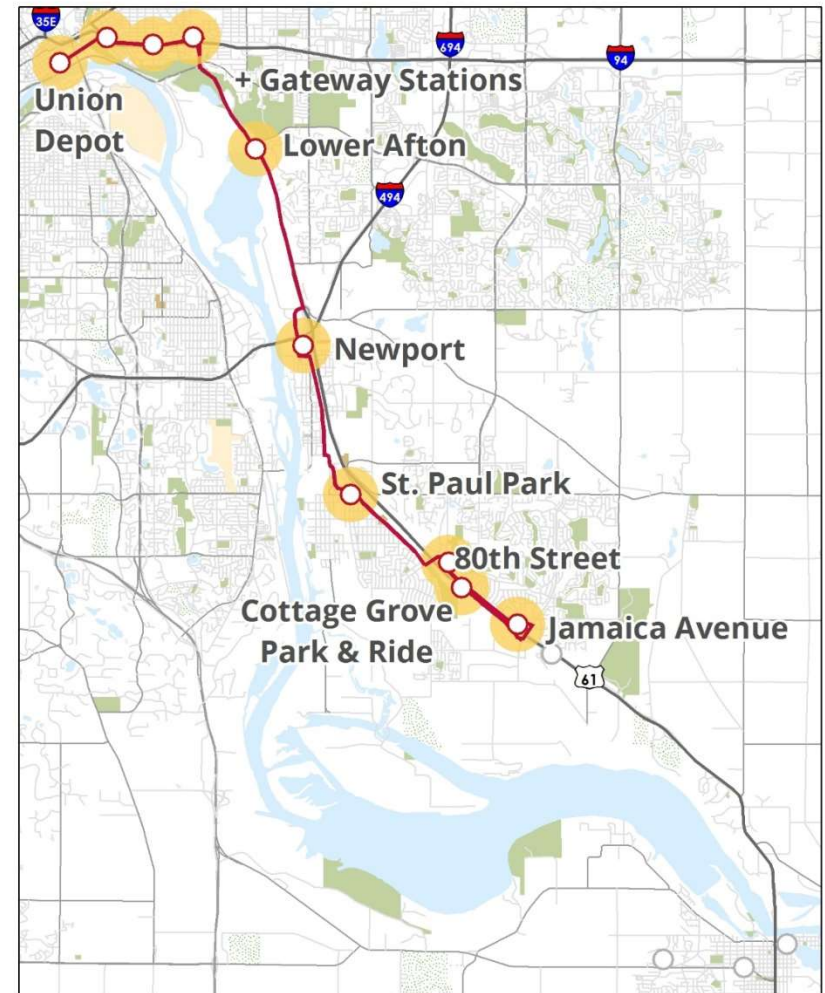 35E
694
94
+ Gateway Stations
Union
Depot
Lower Afton
494
Newport
St. Paul Park
80th Street
Cottage Grove
Park & Ride
Jamaica Avenue
61